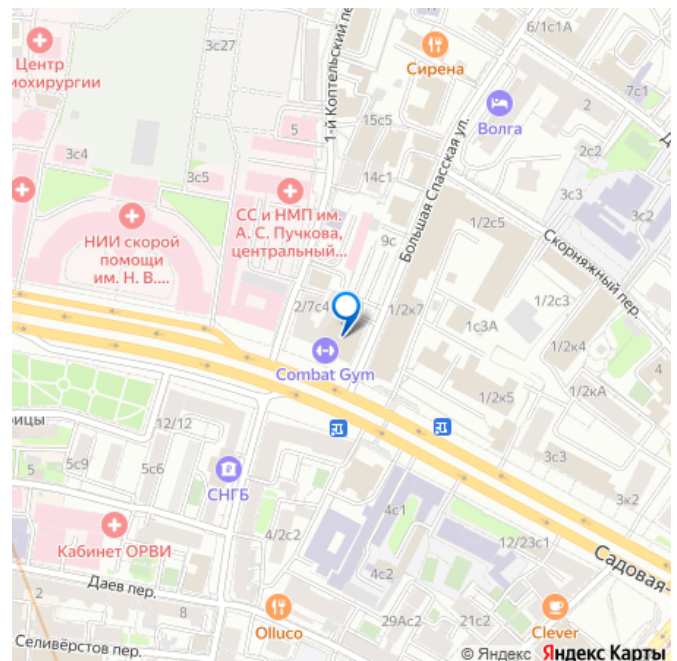 6/1с1А
3с27
Центр
иохирургии
Сирена
1-й Коптельский пер.
7с1
2
Волга
15с5
5
Большая Спасская ул.
2с2
3с4
3с5
14с1
3с3
3с2
СС и НМП им.
А. С. Пучкова,
центральный...
НИИ скорой
помощи
им. Н. В....
9с
1/2с5
Скорняжный пер.
2/7с4
1/2к7
1/2с3
1с3А
1/2к4
4
Combat Gym
1/2к5
1/2кА
ицы
12/12
5
5с9
5с6
3с3
СНГБ
3к2
4с1
Кабинет ОРВИ
4/2с2
12/23с1
Садовая-
Даев пер.
4с2
8
Olluco
29Ас2
21с2
Clever
Селивёрстов пер.
© Яндекс Яндекс Карты